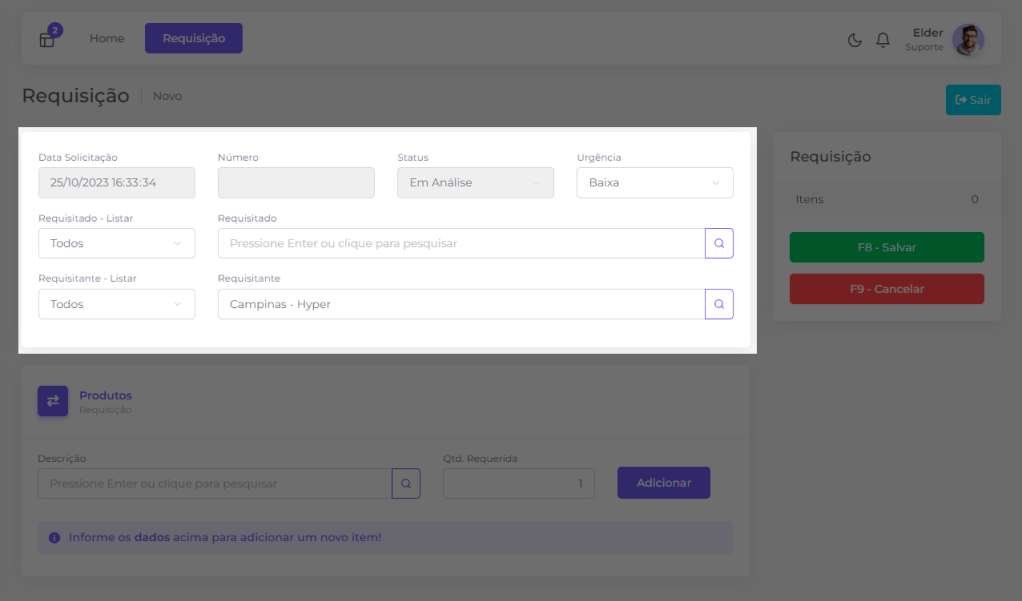 2
Home
Requisição
Elder
Suporte
Requisição
Novo
Sair
Data Solicitação
Número
Status
Urgência
25/10/2023 16:33:34
Em Análise
Baixa
Requisitado - Listar
Requisitado
Todos
Pressione Enter ou clique para pesquisar
Requisitante - Listar
Requisitante
Todos
Campinas - Hyper
Requisição
Itens
0
F8 - Salvar
F9 - Cancelar
Produtos
Requisição
Descrição
Qtd. Requerida
Pressione Enter ou clique para pesquisar
1
Adicionar
Informe os dados acima para adicionar um novo item!